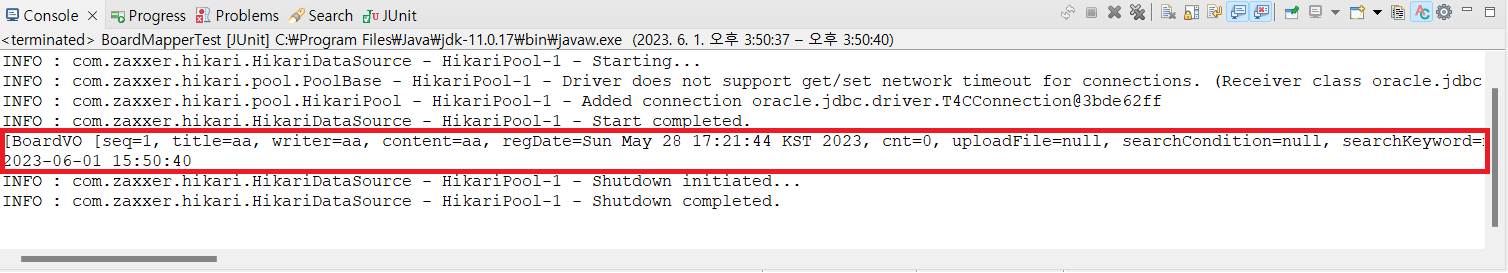 Console Progress Problems Search JUnit
<terminated> BoardMapperTest [JUnit] C:₩Program Files₩Java₩jdk-11.0.17₩bin₩javaw.exe (2023. 6. 1. 오후 3:50:37 – 오후 3:50:40)
INFO : com.zaxxer.hikari.HikariDataSource - HikariPool-1 - Starting...
INFO : com.zaxxer.hikari.pool.PoolBase - HikariPool-1 - Driver does not support get/set network timeout for connections. (Receiver class oracle.jdbc
INFO : com.zaxxer.hikari.pool.HikariPool - HikariPool-1 - Added connection oracle.jdbc.driver.T4CConnection@3bde62ff
INFO : com.zaxxer.hikari.HikariDataSource - HikariPool-1 - Start completed.
[BoardVO [seq=1, title=aa, writer=aa, content=aa, regDate=Sun May 28 17:21:44 KST 2023, cnt=0, uploadFile=null, searchCondition=null, searchKeyword=
2023-06-01 15:50:40
INFO : com.zaxxer.hikari.HikariDataSource - HikariPool-1 - Shutdown initiated...
INFO : com.zaxxer.hikari.HikariDataSource - HikariPool-1 - Shutdown completed.